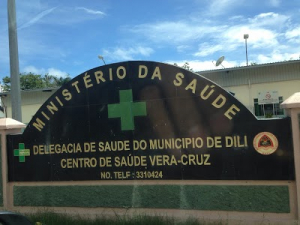 MINISTÉRIO DA SAÚDE
DELEGACIA DE SAUDE DO MUNICIPIO DE DILI
CENTRO DE SAÚDE VERA-CRUZ
NO. TELF : 3310424